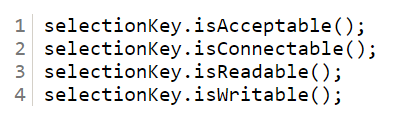 1 selectionKey.isAcceptable();
2 selectionKey.isConnectable();
3 selectionKey.isReadable();
4 selectionKey.isWritable();